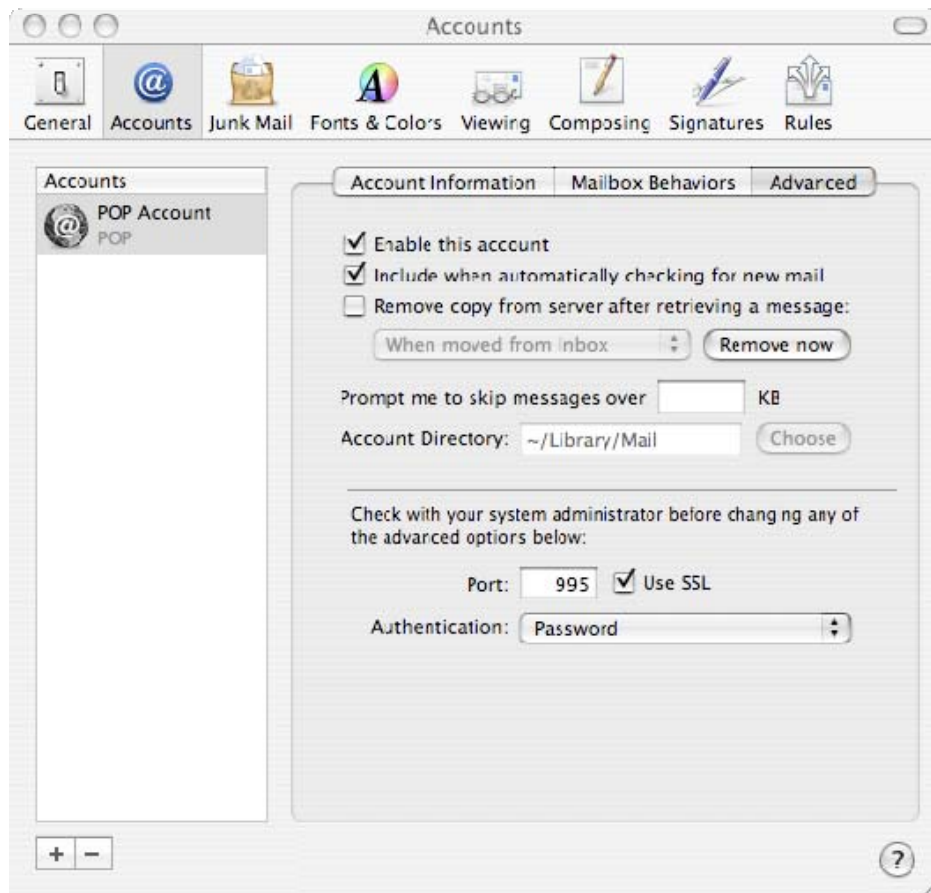 Accounts
General Accounts Junk Mail Fonts & Colors Viewing Composing Signatures Rules
Accounts
POP Account
POP
Account Information Mailbox Behaviors Advanced
Enable this account
Include when automatically checking for new mail
Remove copy from server after retrieving a message:
When moved from Inbox Remove now
Prompt me to skip messages over KB
Account Directory: ~/Library/Mail Choose
Check with your system administrator before changing any of
the advanced options below:
Port: 995 Use SSL
Authentication: Password
+ − ?